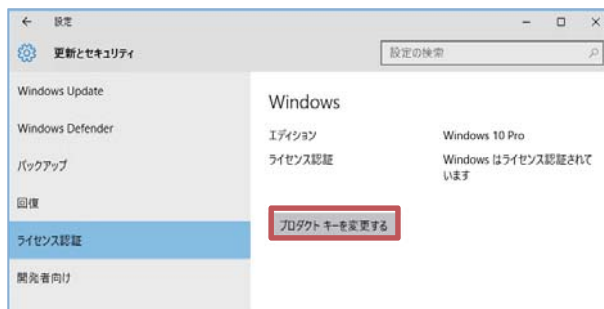 設定
更新とセキュリティ
設定の検索
Windows Update
Windows Defender
バックアップ
回復
ライセンス認証
開発者向け
Windows
エディション Windows 10 Pro
ライセンス認証 Windows はライセンス認証されて
います
プロダクト キーを変更する